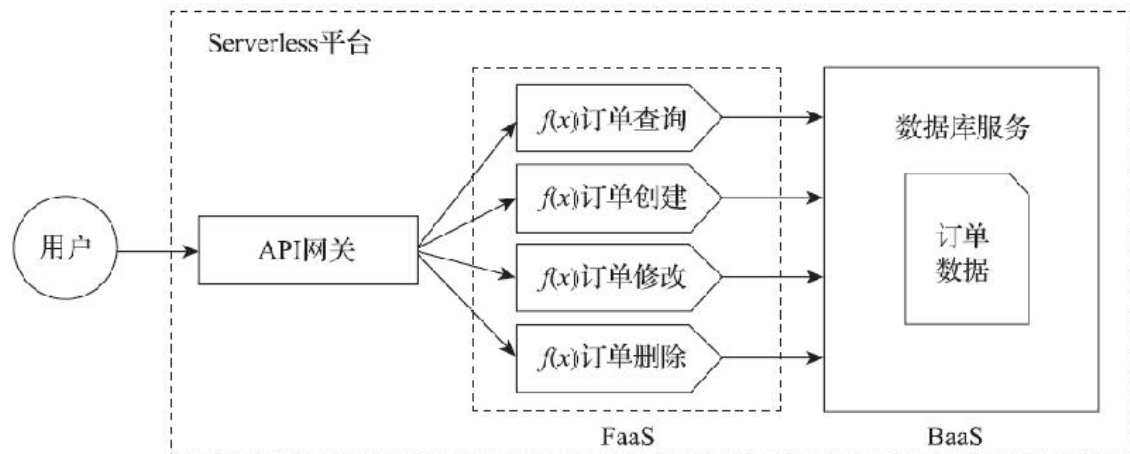 Serverless平台
用户
API网关
f(x)订单查询
f(x)订单创建
f(x)订单修改
f(x)订单删除
FaaS
数据库服务
订单
数据
BaaS